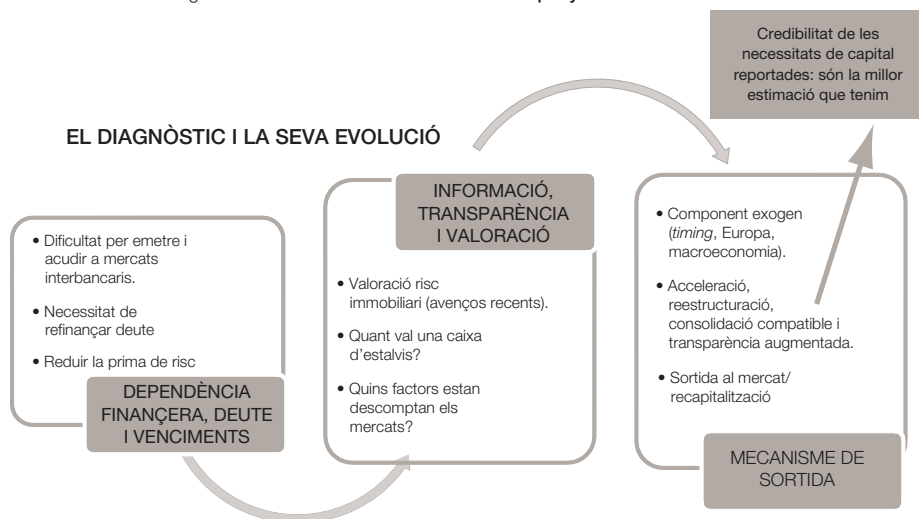 Credibilitat de les
necessitats de capital
reportades: són la millor
estimació que tenim
EL DIAGNÒSTIC I LA SEVA EVOLUCIÓ
• Dificultat per emetre i
acudir a mercats
interbancaris.
• Necessitat de
refinançar deute
• Reduir la prima de risc
DEPENDÈNCIA
FINANÇERA, DEUTE
I VENCIMENTS
INFORMACIÓ,
TRANSPARÈNCIA
I VALORACIÓ
• Valoració risc
immobiliari (avenços recents).
• Quant val una caixa
d’estalvis?
• Quins factors estan
descomptan els
mercats?
• Component exogen
(timing, Europa,
macroeconomia).
• Acceleració,
reestructuració,
consolidació compatible i
transparència augmentada.
• Sortida al mercat/
recapitalització
MECANISME DE
SORTIDA